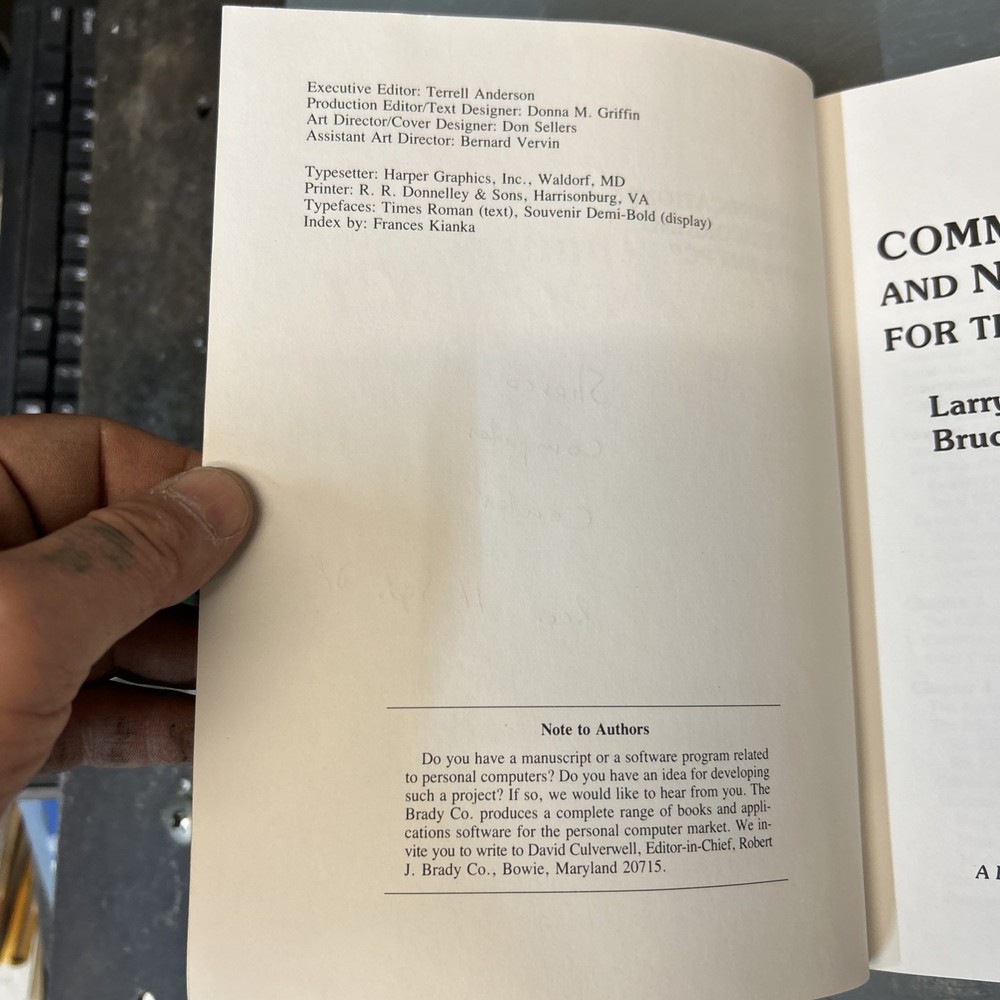 Executive Editor: Terrell Anderson
Production Editor/Text Designer: Donna M. Griffin
Art Director/Cover Designer: Don Sellers
Assistant Art Director: Bernard Vervin
Typesetter: Harper Graphics, Inc., Waldorf, MD
Printer: R. R. Donnelley & Sons, Harrisonburg, VA
Typefaces: Times Roman (text), Souvenir Demi-Bold (display)
Index by: Frances Kianka
Note to Authors
Do you have a manuscript or a software program related
to personal computers? Do you have an idea for developing
such a project? If so, we would like to hear from you. The
Brady Co. produces a complete range of books and appli-
cations software for the personal computer market. We in-
vite you to write to David Culverwell, Editor-in-Chief, Robert
J. Brady Co., Bowie, Maryland 20715.
COMM
AND N
FOR
Larry
Bruc
A